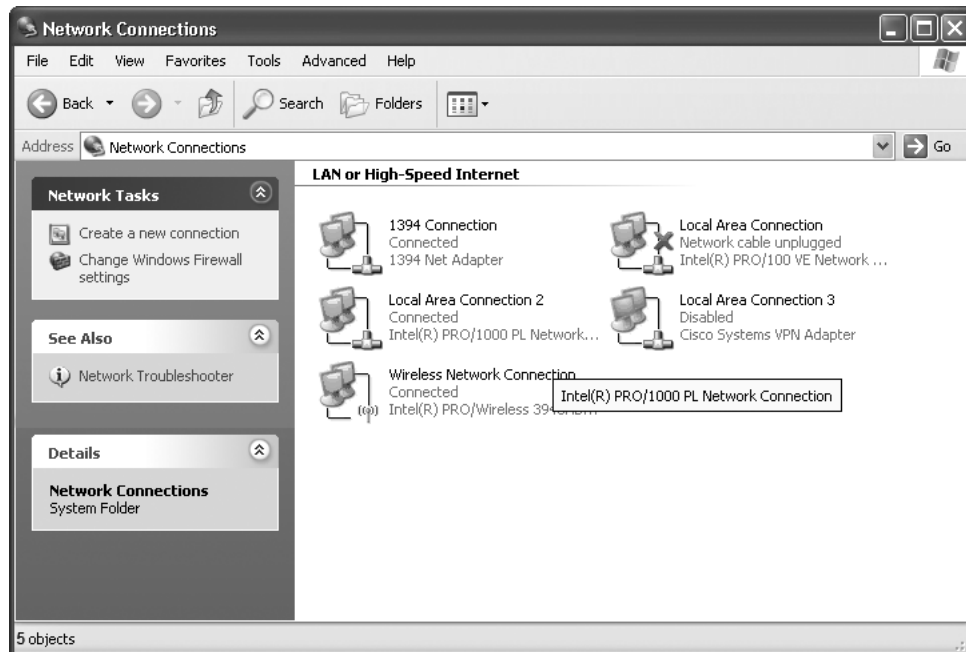 Network Connections
File Edit View Favorites Tools Advanced Help
Back Search Folders
Address Network Connections Go
Network Tasks
Create a new connection
Change Windows Firewall
settings
See Also
Network Troubleshooter
Details
Network Connections
System Folder
LAN or High-Speed Internet
1394 Connection
Connected
1394 Net Adapter
Local Area Connection
Network cable unplugged
Intel(R) PRO/100 VE Network ...
Local Area Connection 2
Connected
Intel(R) PRO/1000 PL Network...
Local Area Connection 3
Disabled
Cisco Systems VPN Adapter
Wireless Network Connection
Connected
Intel(R) PRO/Wireless
Intel(R) PRO/1000 PL Network Connection
5 objects